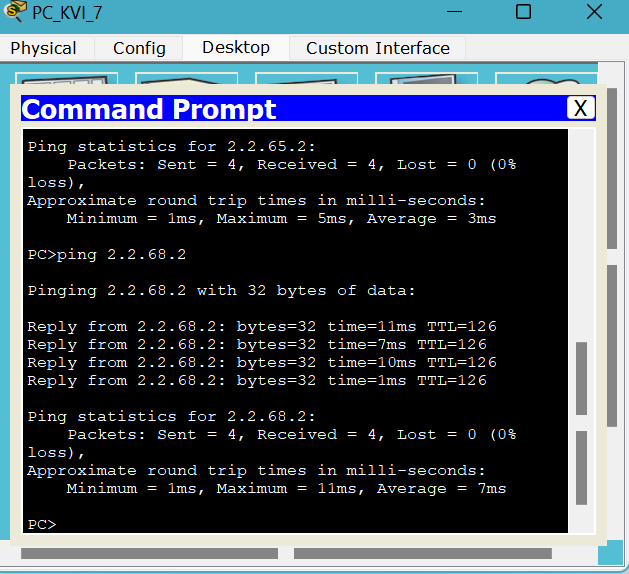 PC_KVI_7
Physical Config Desktop Custom Interface
Command Prompt X
Ping statistics for 2.2.65.2:
Packets: Sent = 4, Received = 4, Lost = 0 (0%
loss),
Approximate round trip times in milli-seconds:
Minimum = 1ms, Maximum = 5ms, Average = 3ms
PC>ping 2.2.68.2
Pinging 2.2.68.2 with 32 bytes of data:
Reply from 2.2.68.2: bytes=32 time=11ms TTL=126
Reply from 2.2.68.2: bytes=32 time=7ms TTL=126
Reply from 2.2.68.2: bytes=32 time=10ms TTL=126
Reply from 2.2.68.2: bytes=32 time=1ms TTL=126
Ping statistics for 2.2.68.2:
Packets: Sent = 4, Received = 4, Lost = 0 (0%
loss),
Approximate round trip times in milli-seconds:
Minimum = 1ms, Maximum = 11ms, Average = 7ms
PC>